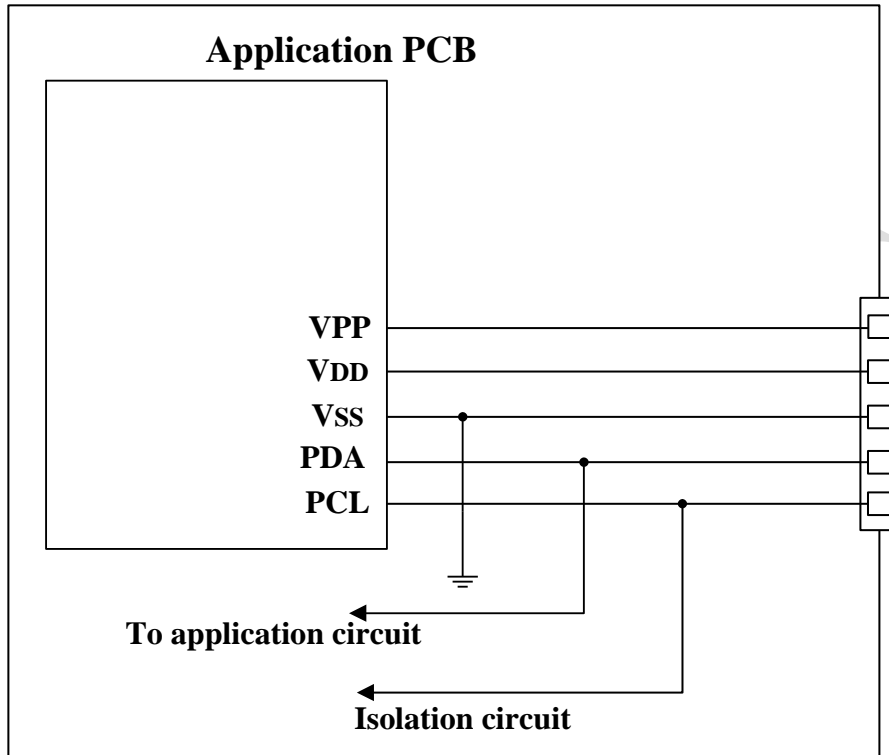 Application PCB
VPP
VDD
VSS
PDA
PCL
To application circuit
Isolation circuit